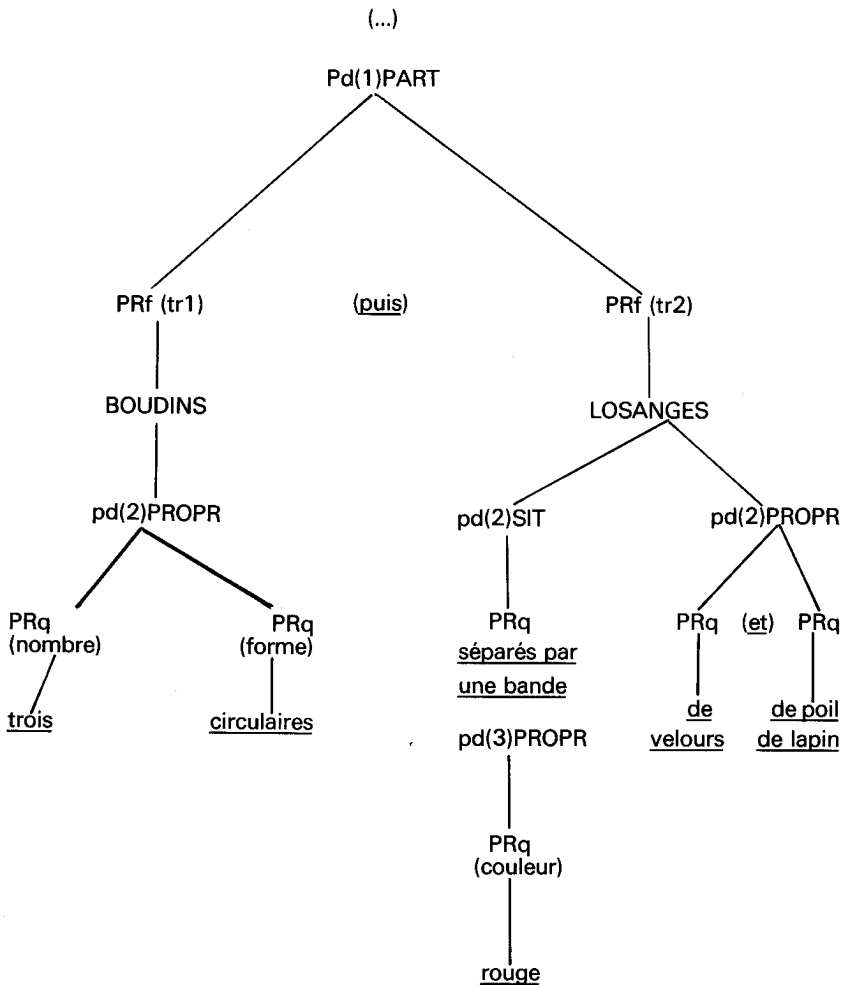 (...)
Pd(1)PART
PRf (tr1)
(puis)
PRf (tr2)
BOUDINS
LOSANGES
pd(2)PROPR
pd(2)SIT
pd(2)PROPR
PRq
(nombre)
PRq
(forme)
PRq
PRq
(et)
PRq
séparés par
une bande
trois
circulaires
de
velours
de poil
de lapin
pd(3)PROPR
PRq
(couleur)
rouge